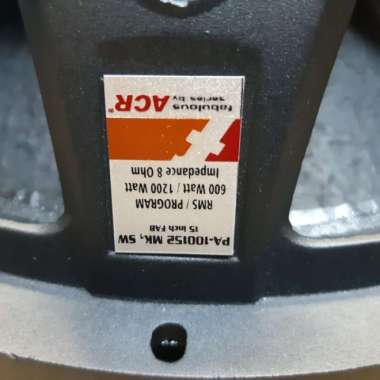 PA-100152 MK, SW
15 inch FAB
RMS / PROGRAM
600 Watt / 1200 Watt
Impedance 8 Ohm
fabulous
series by ACR®